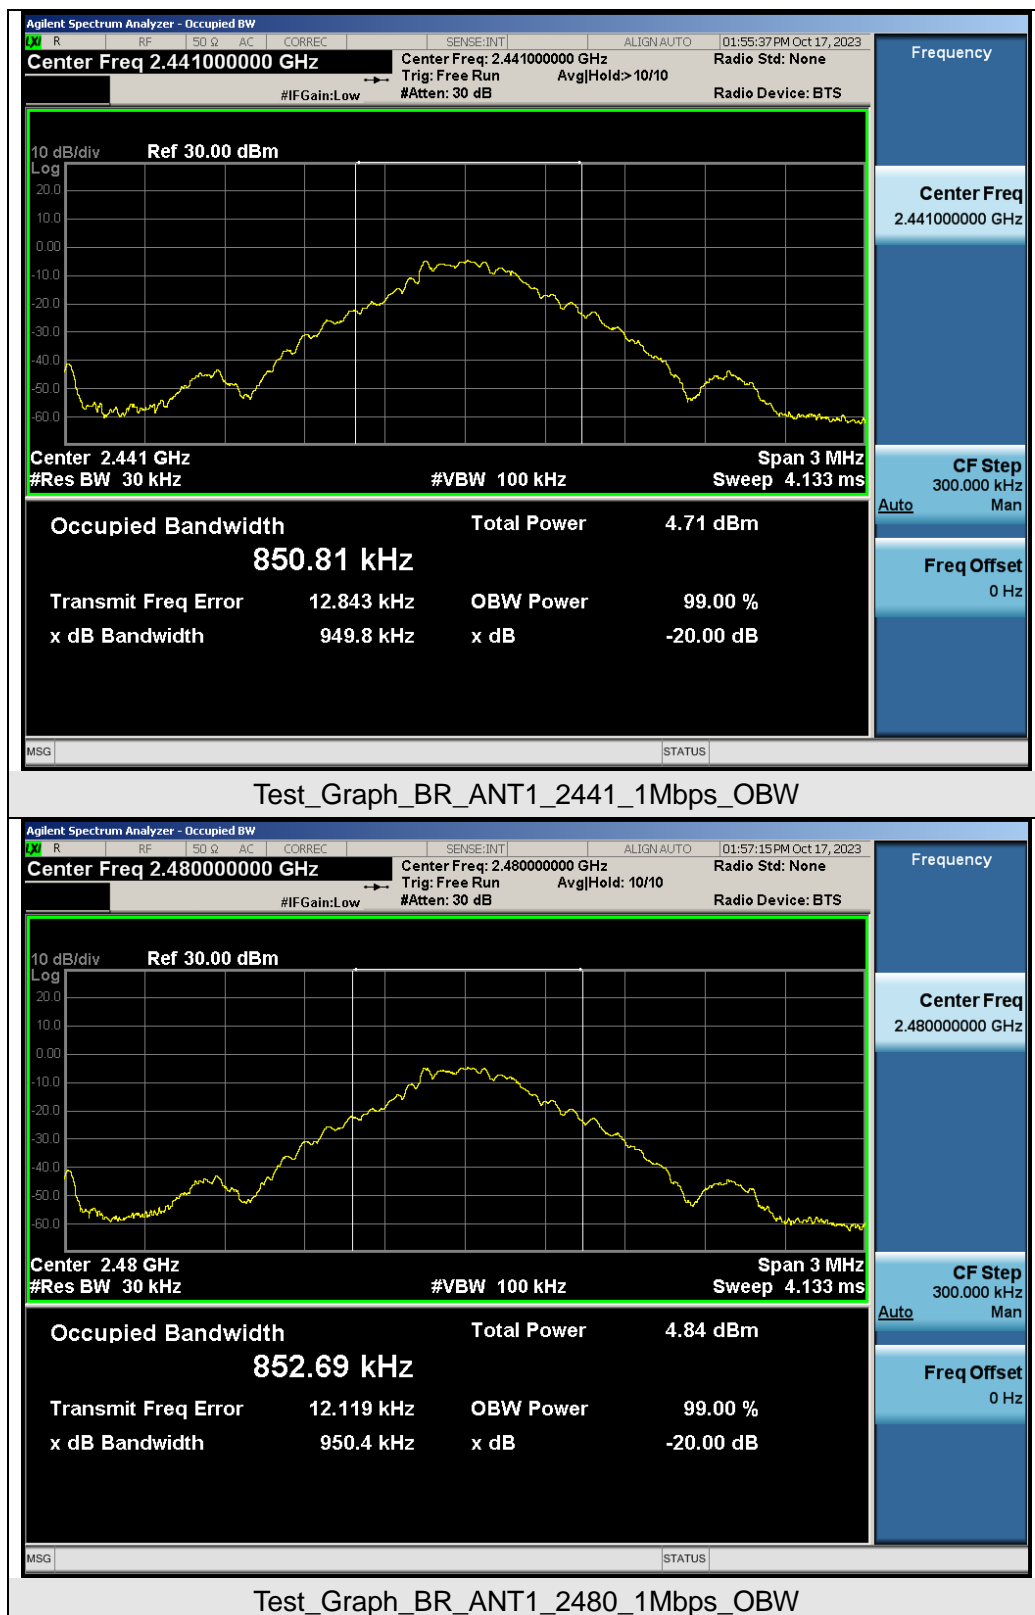 Agilent Spectrum Analyzer - Occupied BW
LXI R RF 50 Ω AC CORREC SENSE:INT ALIGN AUTO 01:55:37 PM Oct 17, 2023
Center Freq 2.441000000 GHz Center Freq: 2.441000000 GHz Radio Std: None
Trig: Free Run Avg|Hold:> 10/10
#IFGain:Low #Atten: 30 dB Radio Device: BTS
Frequency
10 dB/div Ref 30.00 dBm
Log
20.0
10.0
0.00
-10.0
-20.0
-30.0
-40.0
-50.0
-60.0
Center 2.441 GHz Span 3 MHz
#Res BW 30 kHz #VBW 100 kHz Sweep 4.133 ms
Center Freq
2.441000000 GHz
CF Step
300.000 kHz
Auto Man
Freq Offset
0 Hz
Occupied Bandwidth Total Power 4.71 dBm
850.81 kHz
Transmit Freq Error 12.843 kHz OBW Power 99.00 %
x dB Bandwidth 949.8 kHz x dB -20.00 dB
MSG STATUS
Test_Graph_BR_ANT1_2441_1Mbps_OBW
Agilent Spectrum Analyzer - Occupied BW
LXI R RF 50 Ω AC CORREC SENSE:INT ALIGN AUTO 01:57:15 PM Oct 17, 2023
Center Freq 2.480000000 GHz Center Freq: 2.480000000 GHz Radio Std: None
Trig: Free Run Avg|Hold: 10/10
#IFGain:Low #Atten: 30 dB Radio Device: BTS
Frequency
10 dB/div Ref 30.00 dBm
Log
20.0
10.0
0.00
-10.0
-20.0
-30.0
-40.0
-50.0
-60.0
Center 2.48 GHz Span 3 MHz
#Res BW 30 kHz #VBW 100 kHz Sweep 4.133 ms
Center Freq
2.480000000 GHz
CF Step
300.000 kHz
Auto Man
Freq Offset
0 Hz
Occupied Bandwidth Total Power 4.84 dBm
852.69 kHz
Transmit Freq Error 12.119 kHz OBW Power 99.00 %
x dB Bandwidth 950.4 kHz x dB -20.00 dB
MSG STATUS
Test_Graph_BR_ANT1_2480_1Mbps_OBW